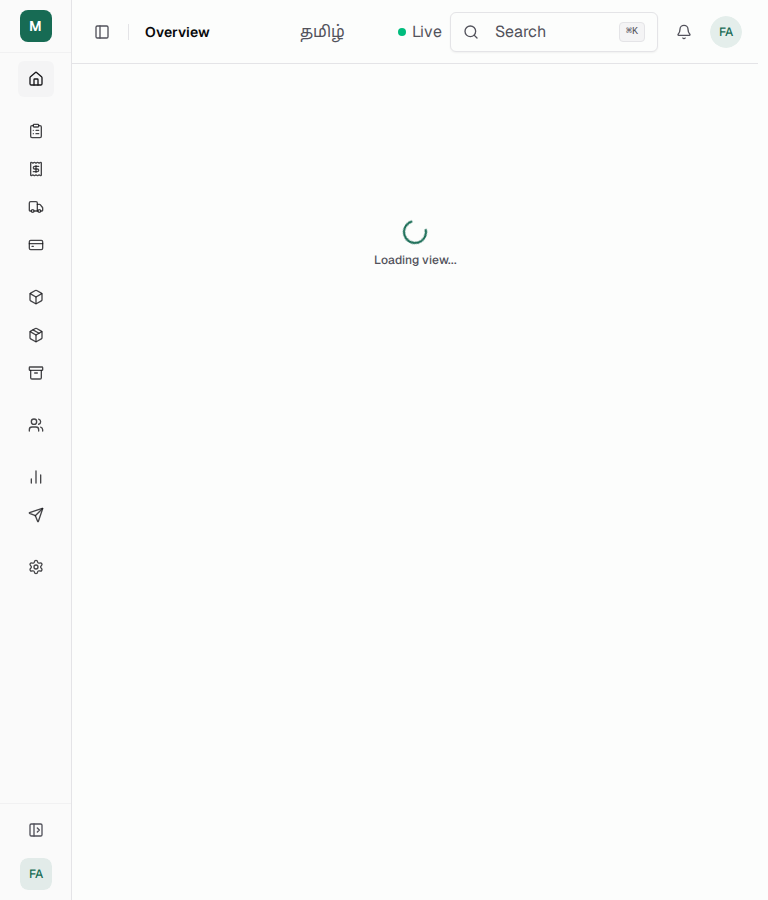 M
Overview
தமிழ்
Live
Search
⌘K
FA
Loading view...
FA